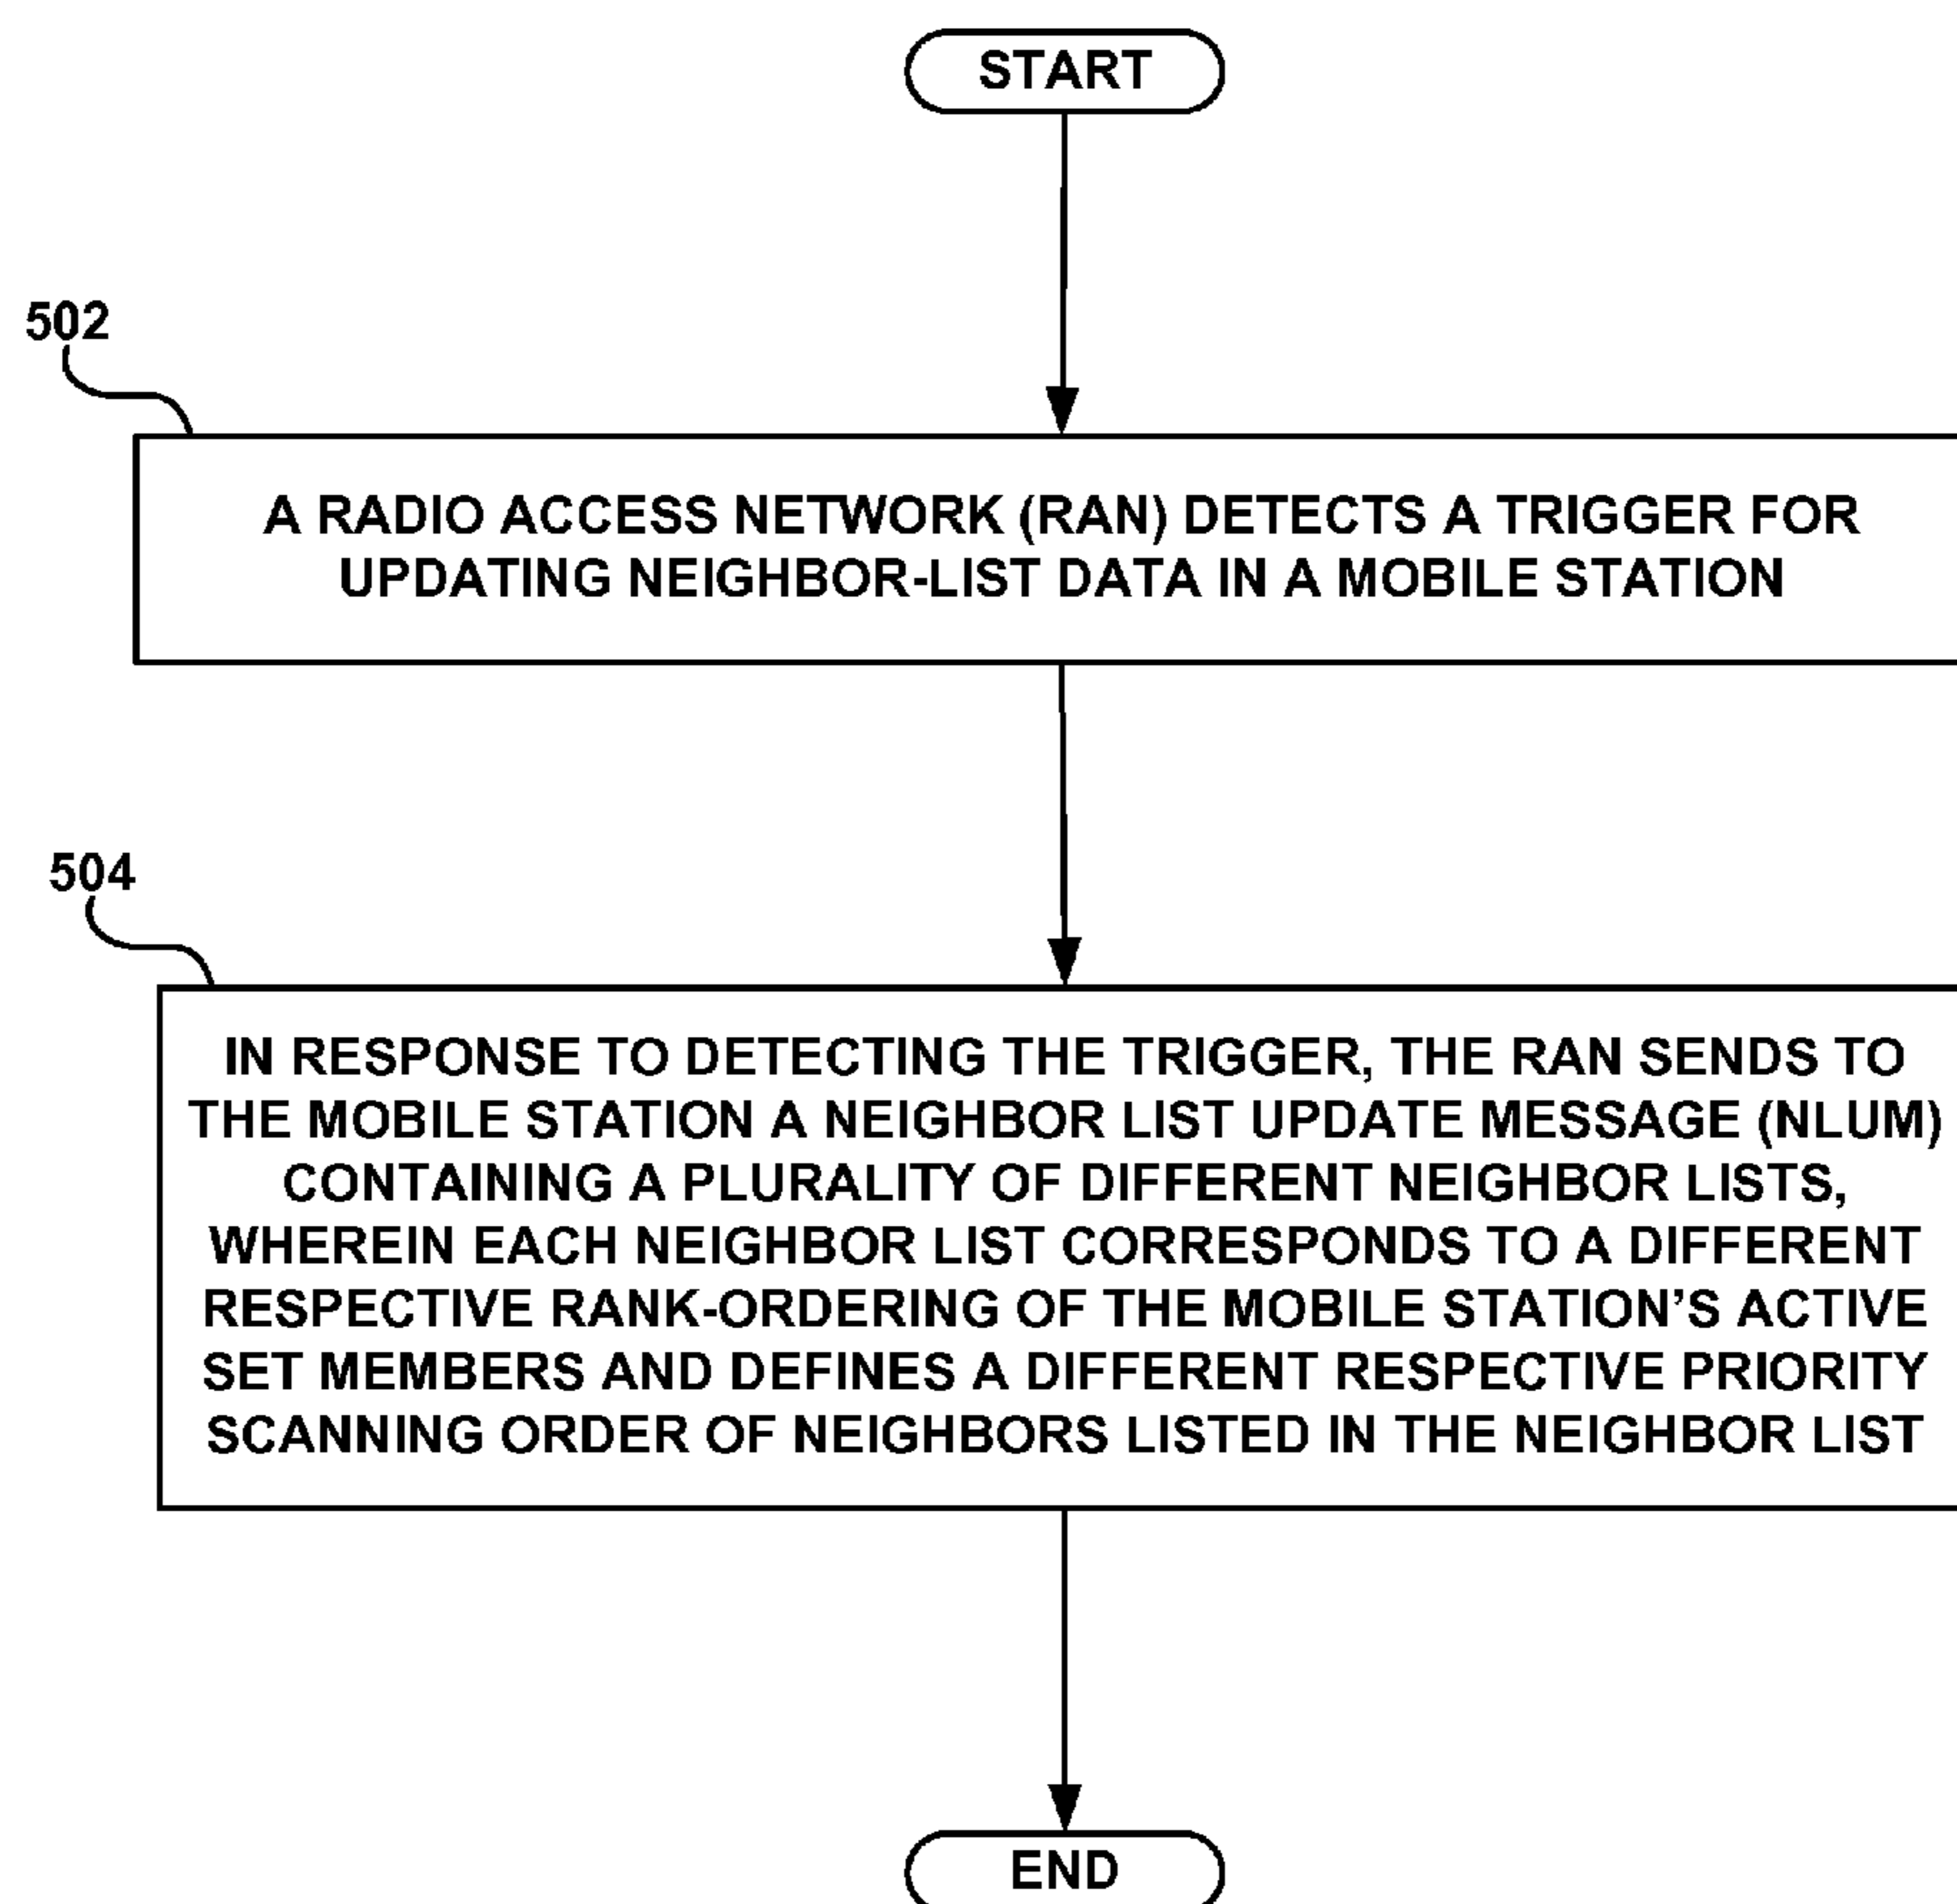 START
502
A RADIO ACCESS NETWORK (RAN) DETECTS A TRIGGER FOR
UPDATING NEIGHBOR-LIST DATA IN A MOBILE STATION
504
IN RESPONSE TO DETECTING THE TRIGGER, THE RAN SENDS TO
THE MOBILE STATION A NEIGHBOR LIST UPDATE MESSAGE (NLUM)
CONTAINING A PLURALITY OF DIFFERENT NEIGHBOR LISTS,
WHEREIN EACH NEIGHBOR LIST CORRESPONDS TO A DIFFERENT
RESPECTIVE RANK-ORDERING OF THE MOBILE STATION'S ACTIVE
SET MEMBERS AND DEFINES A DIFFERENT RESPECTIVE PRIORITY
SCANNING ORDER OF NEIGHBORS LISTED IN THE NEIGHBOR LIST
END